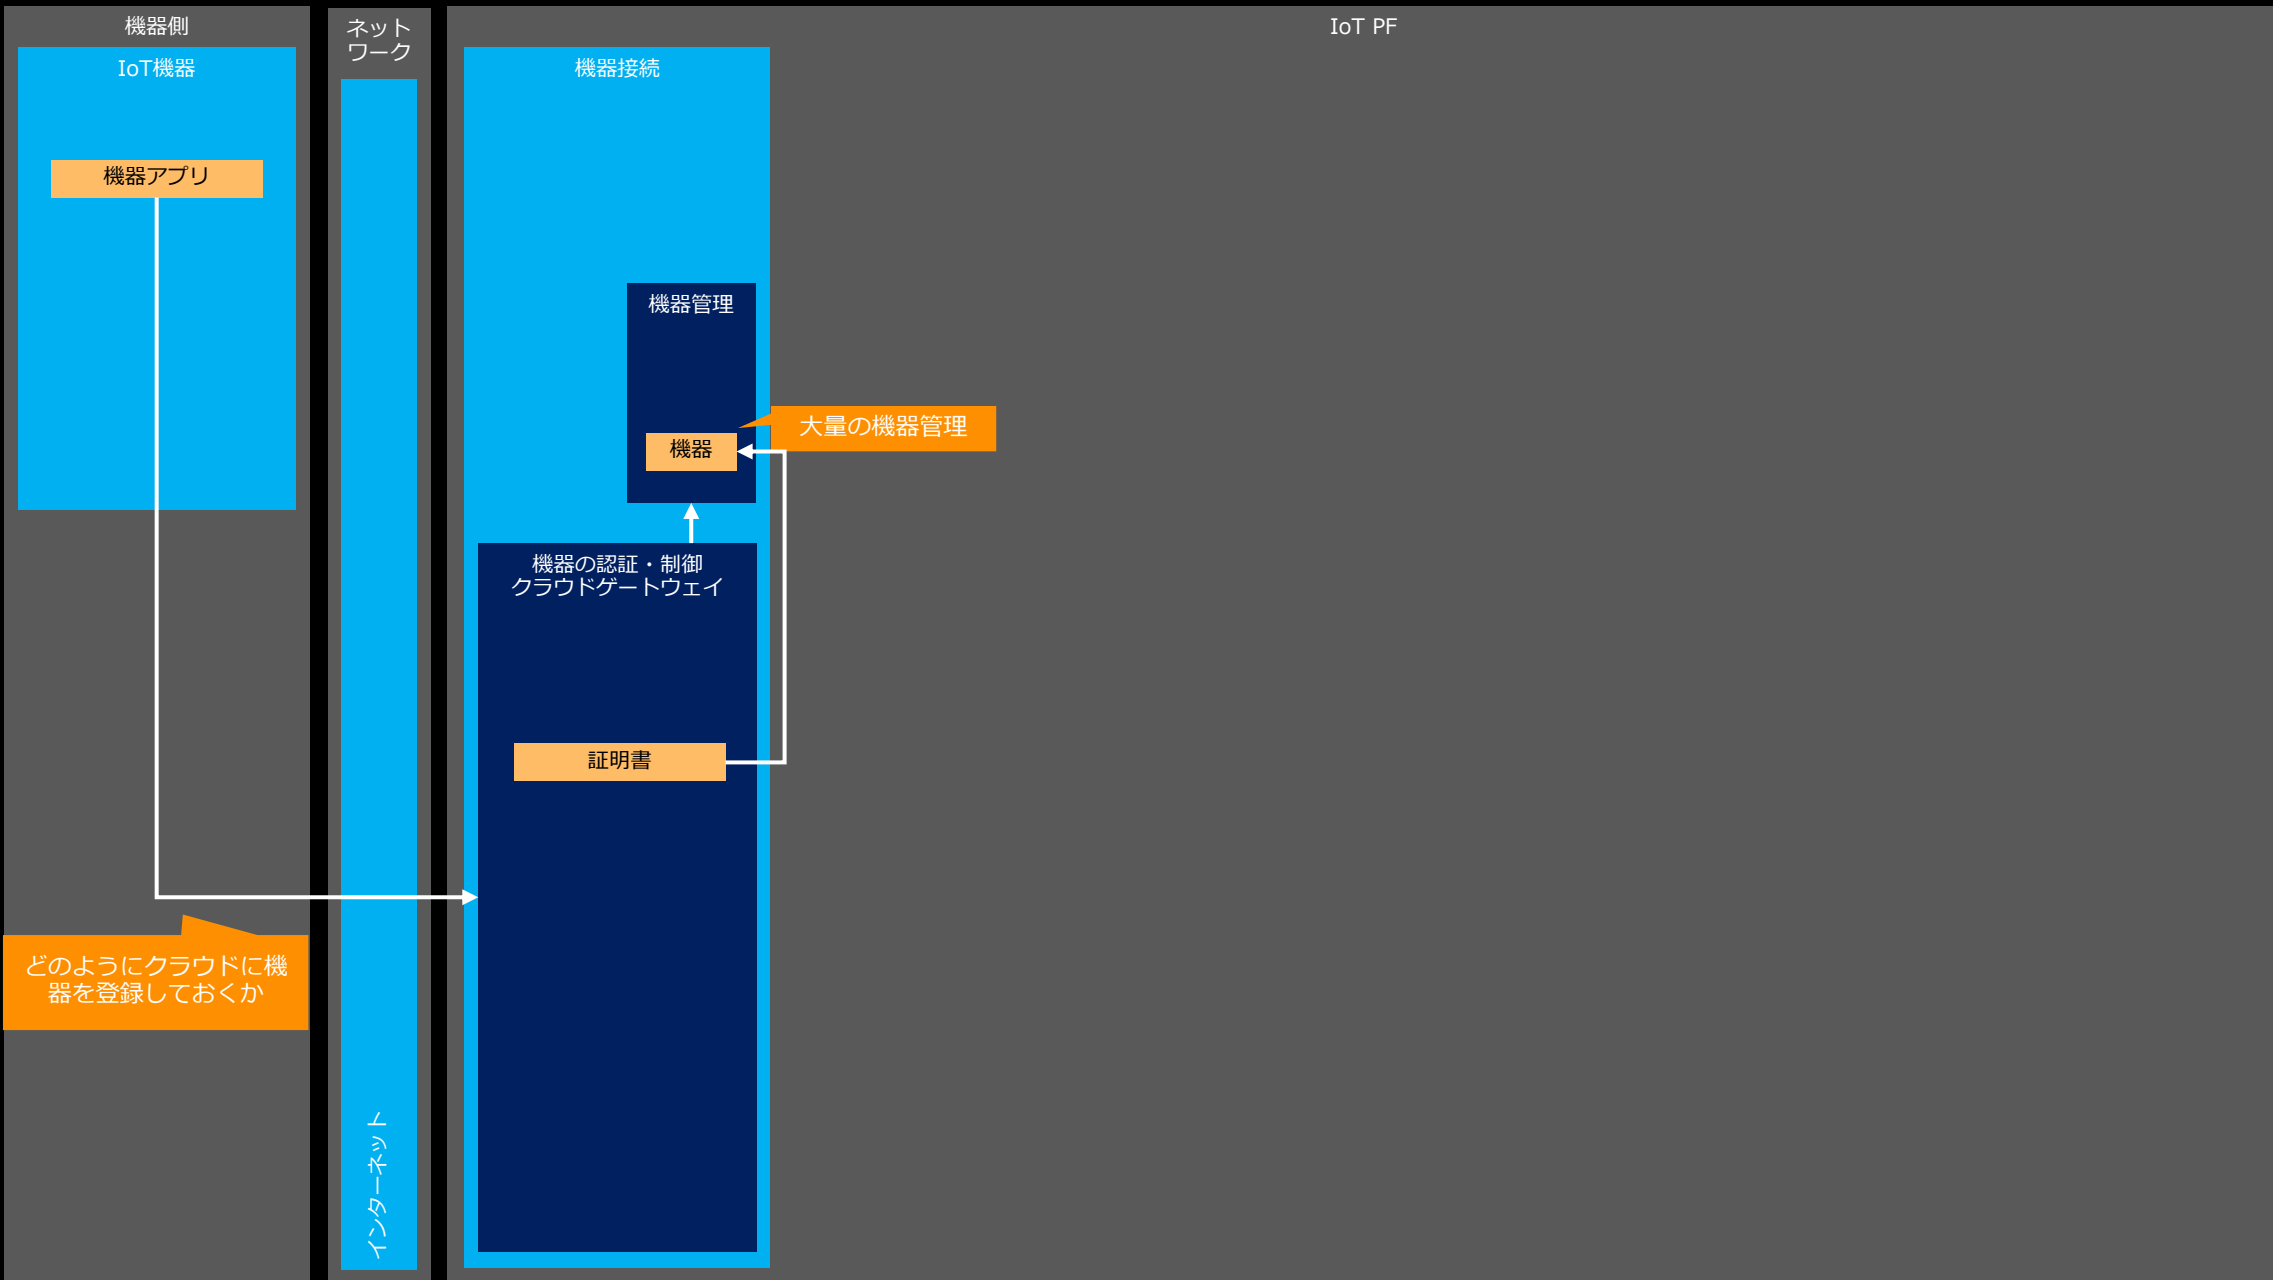 機器側
IoT機器
機器アプリ
どのようにクラウドに機
器を登録しておくか
ネット
ワーク
インターネット
IoT PF
機器接続
機器管理
機器
大量の機器管理
機器の認証・制御
クラウドゲートウェイ
証明書